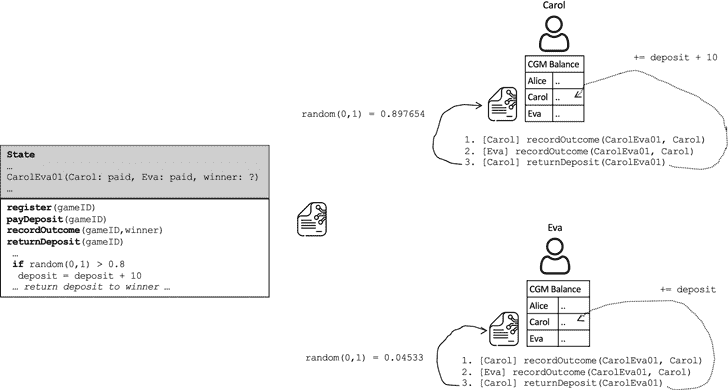 Carol
CGM Balance
Alice ..
Carol ..
Eva ..
+= deposit + 10
random(0,1) = 0.897654
1. [Carol] recordOutcome(CarolEva01, Carol)
2. [Eva] recordOutcome(CarolEva01, Carol)
3. [Carol] returnDeposit(CarolEva01)
State
…
CarolEva01(Carol: paid, Eva: paid, winner: ?)
…
register(gameID)
payDeposit(gameID)
recordOutcome(gameID,winner)
returnDeposit(gameID)
…
if random(0,1) > 0.8
deposit = deposit + 10
… return deposit to winner …
Eva
CGM Balance
Alice ..
Carol ..
Eva ..
+= deposit
random(0,1) = 0.04533
1. [Carol] recordOutcome(CarolEva01, Carol)
2. [Eva] recordOutcome(CarolEva01, Carol)
3. [Carol] returnDeposit(CarolEva01)